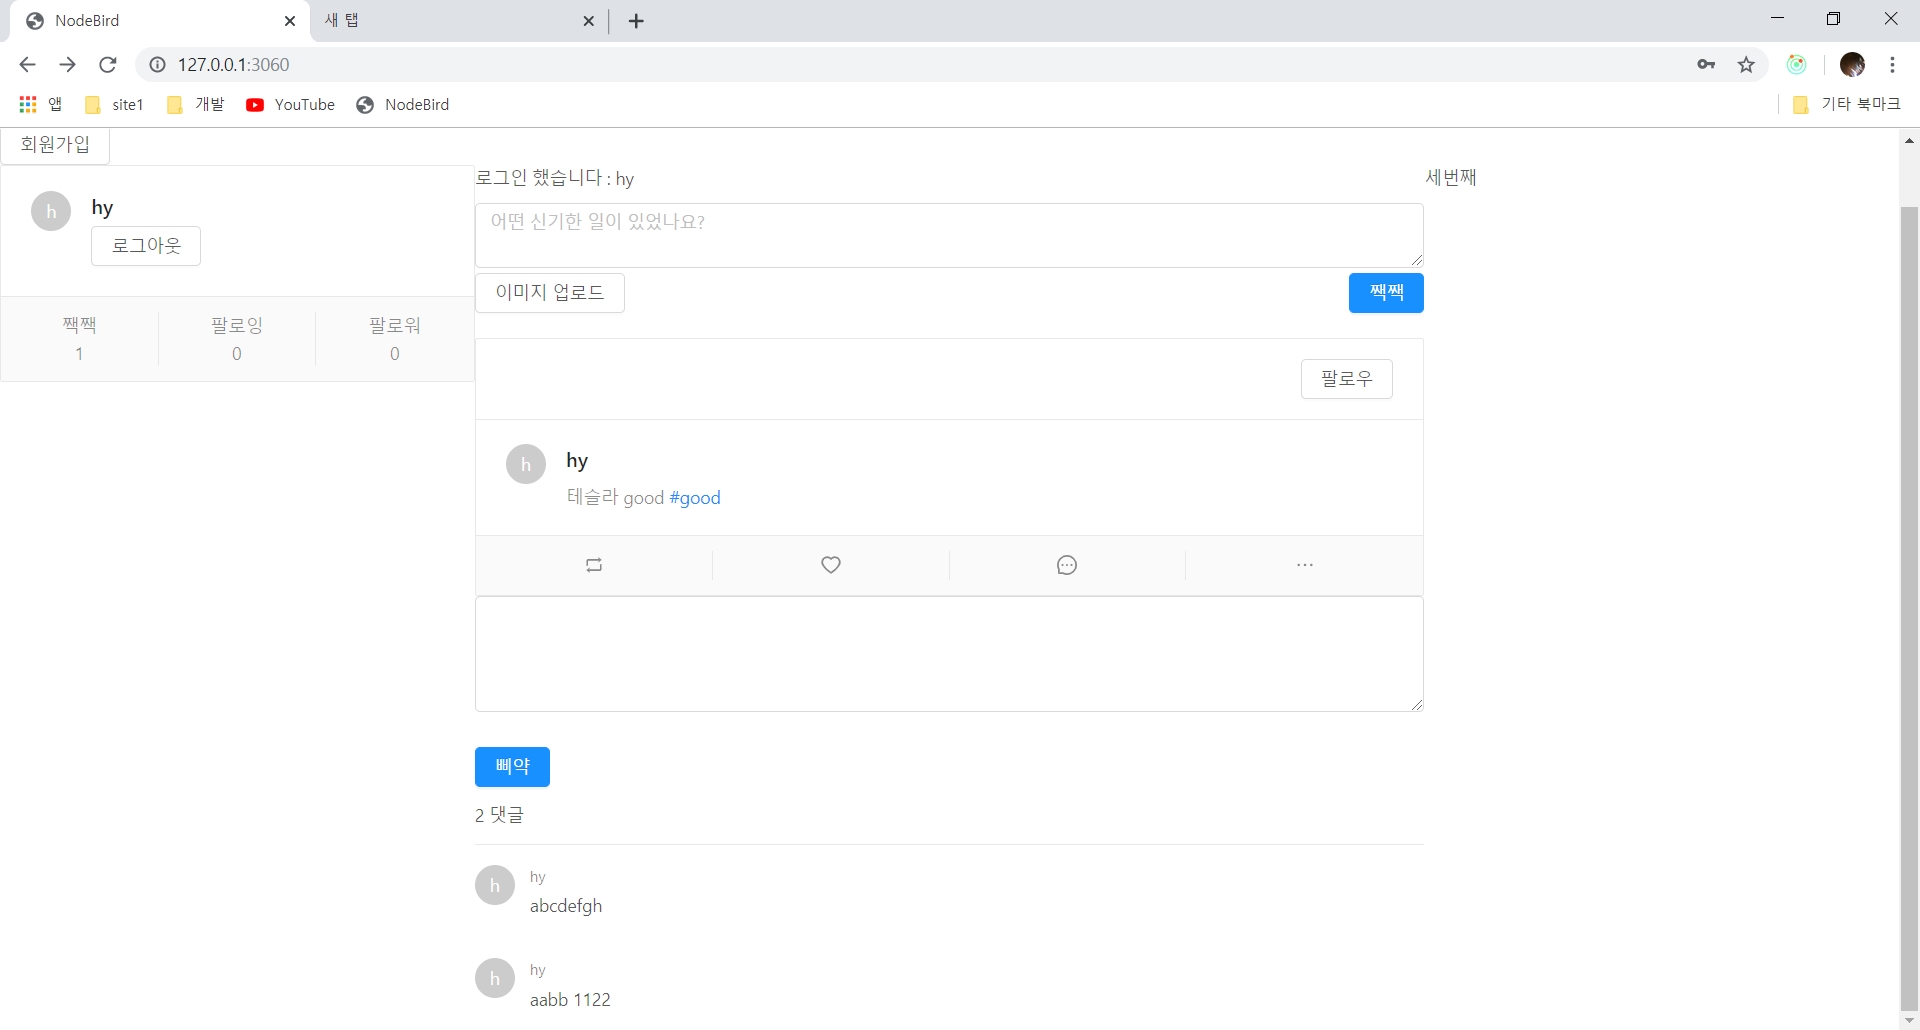 NodeBird
새 탭
127.0.0.1:3060
앱
site1
개발
YouTube
NodeBird
기타 북마크
회원가입
h
hy
로그아웃
짹짹
1
팔로잉
0
팔로워
0
로그인 했습니다 : hy
어떤 신기한 일이 있었나요?
이미지 업로드
짹짹
팔로우
h
hy
테슬라 good #good
삐약
2 댓글
h
hy
abcdefgh
h
hy
aabb 1122
세번째